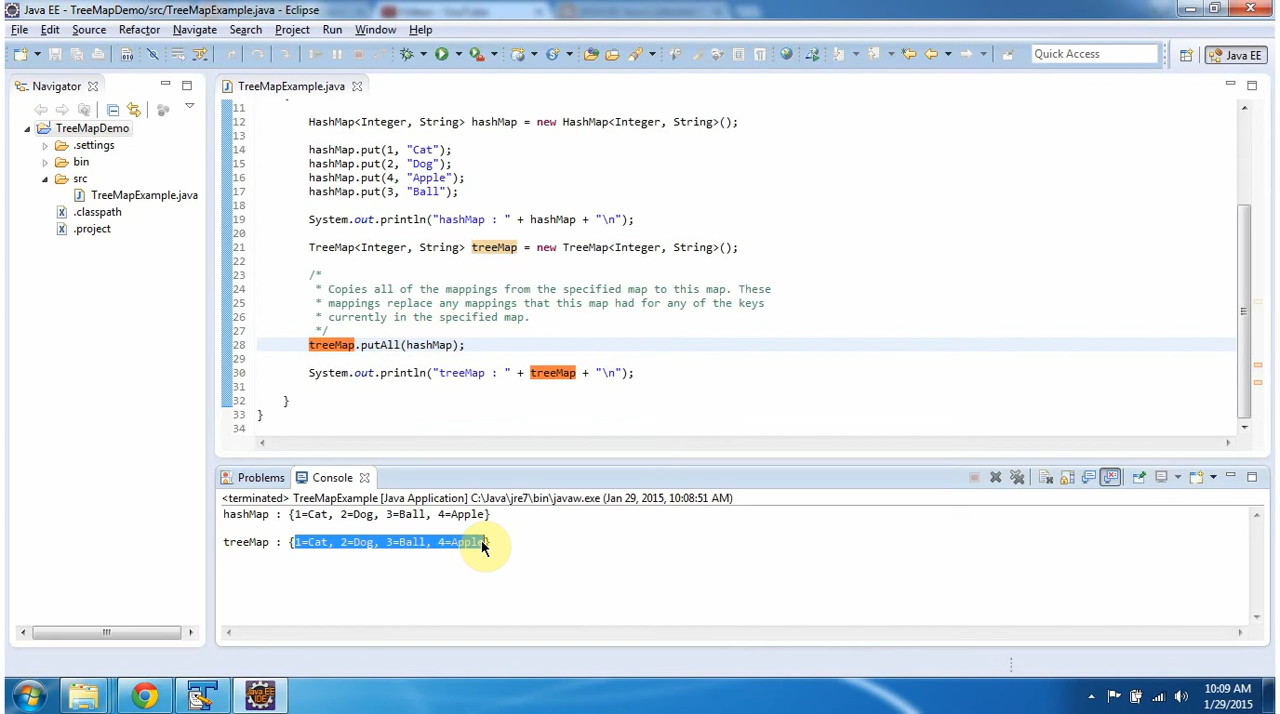 Java EE - TreeMapDemo/src/TreeMapExample.java - Eclipse
File Edit Source Refactor Navigate Search Project Run Window Help
Quick Access
Java EE
Navigator
TreeMapExample.java
TreeMapDemo
.settings
bin
src
TreeMapExample.java
.classpath
.project
11
12 HashMap<Integer, String> hashMap = new HashMap<Integer, String>();
13
14 hashMap.put(1, "Cat");
15 hashMap.put(2, "Dog");
16 hashMap.put(4, "Apple");
17 hashMap.put(3, "Ball");
18
19 System.out.println("hashMap : " + hashMap + "\n");
20
21 TreeMap<Integer, String> treeMap = new TreeMap<Integer, String>();
22
23 /*
24 * Copies all of the mappings from the specified map to this map. These
25 * mappings replace any mappings that this map had for any of the keys
26 * currently in the specified map.
27 */
28 treeMap.putAll(hashMap);
29
30 System.out.println("treeMap : " + treeMap + "\n");
31
32 }
33 }
34
Problems Console
<terminated> TreeMapExample [Java Application] C:\Java\jre7\bin\javaw.exe (Jan 29, 2015, 10:08:51 AM)
hashMap : {1=Cat, 2=Dog, 3=Ball, 4=Apple}
treeMap : {1=Cat, 2=Dog, 3=Ball, 4=Apple}
Java EE
IDE
10:09 AM
1/29/2015